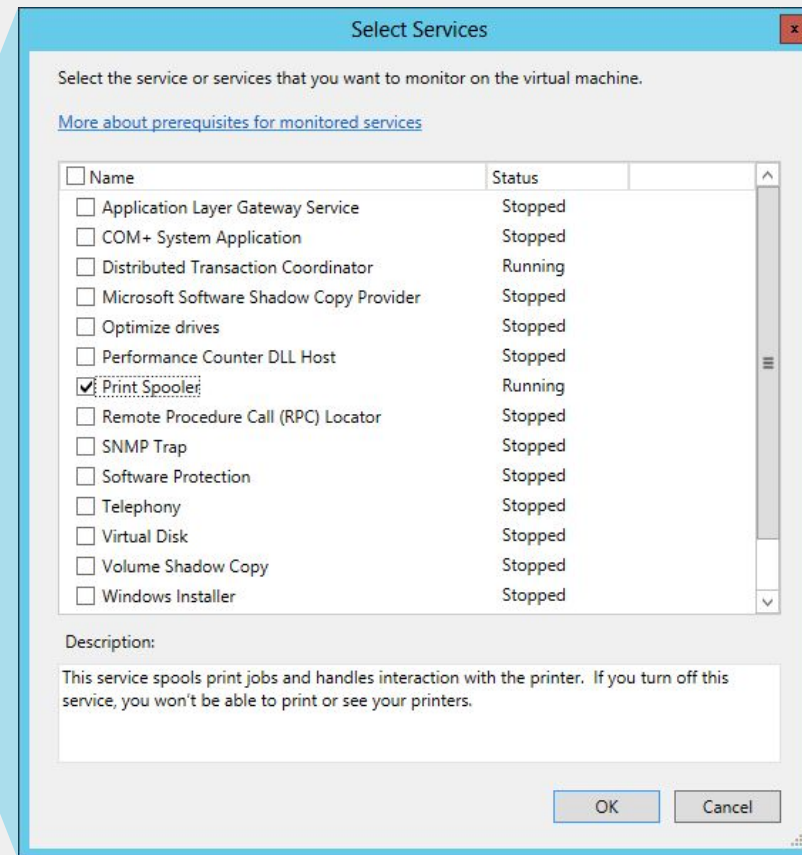 Select Services
x
Select the service or services that you want to monitor on the virtual machine.
More about prerequisites for monitored services
Name Status
Application Layer Gateway Service Stopped
COM+ System Application Stopped
Distributed Transaction Coordinator Running
Microsoft Software Shadow Copy Provider Stopped
Optimize drives Stopped
Performance Counter DLL Host Stopped
Print Spooler Running
Remote Procedure Call (RPC) Locator Stopped
SNMP Trap Stopped
Software Protection Stopped
Telephony Stopped
Virtual Disk Stopped
Volume Shadow Copy Stopped
Windows Installer Stopped
Description:
This service spools print jobs and handles interaction with the printer.  If you turn off this
service, you won't be able to print or see your printers.
OK Cancel